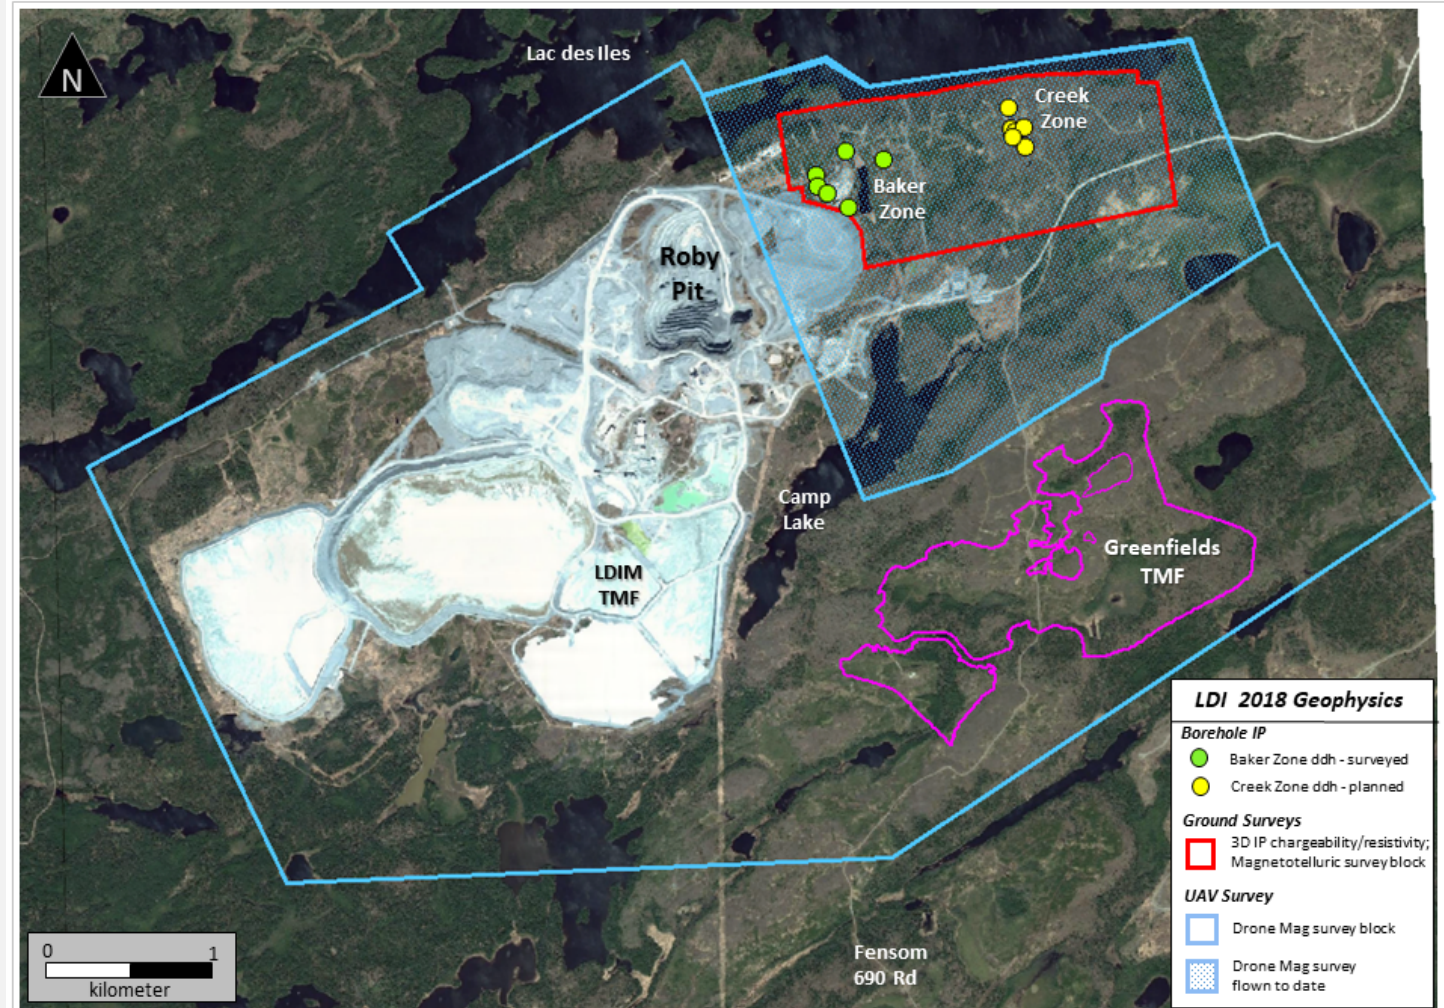 N
Lac des Iles
Creek
Zone
Baker
Zone
Roby
Pit
Camp
Lake
LDIM
TMF
Greenfields
TMF
Fensom
690 Rd
0 1
kilometer
LDI 2018 Geophysics
Borehole IP
Baker Zone ddh - surveyed
Creek Zone ddh - planned
Ground Surveys
3D IP chargeability/resistivity;
Magnetotelluric survey block
UAV Survey
Drone Mag survey block
Drone Mag survey
flown to date